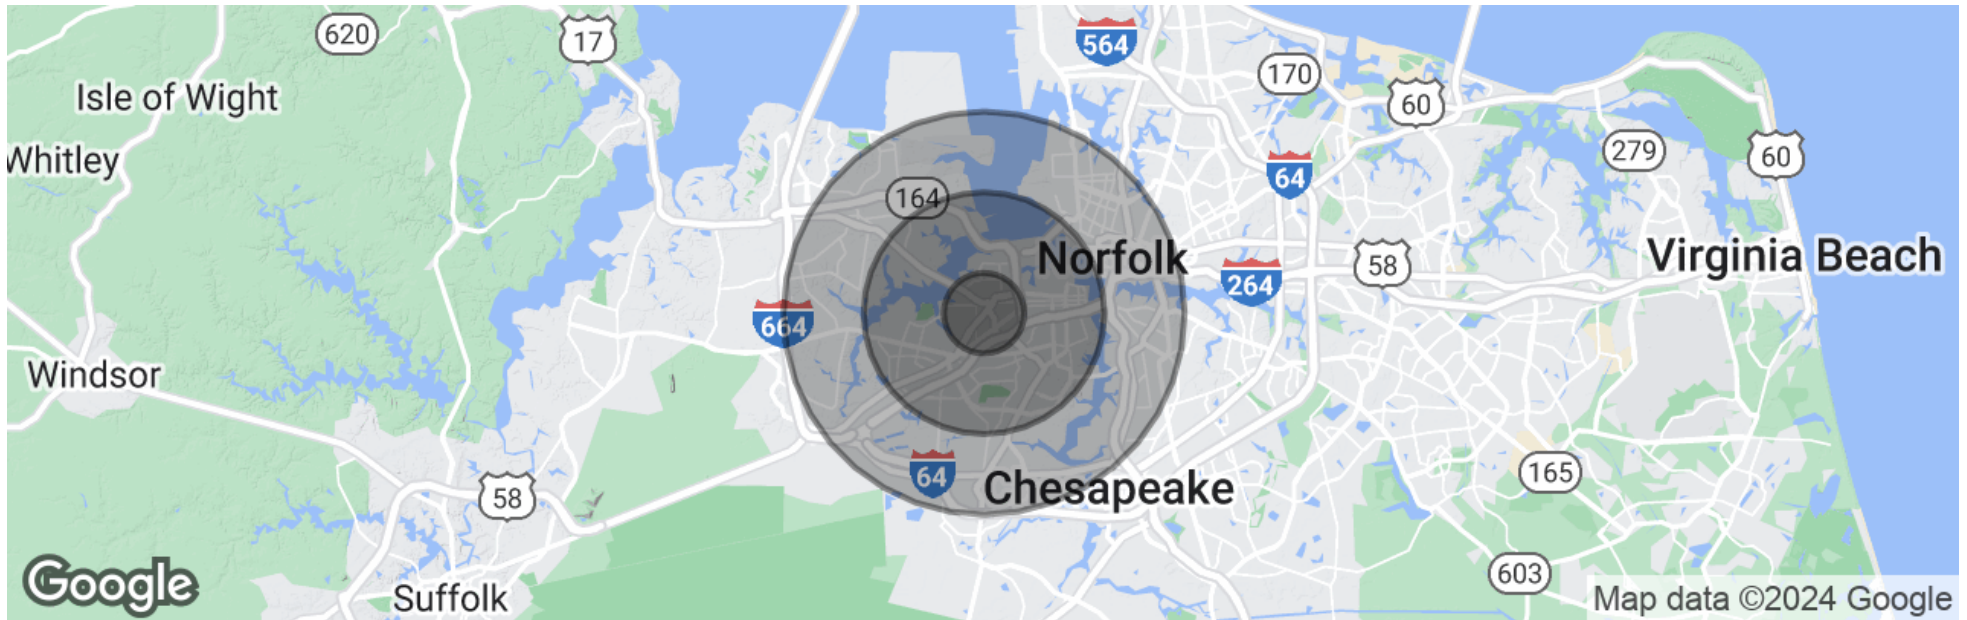 620
17
564
170
60
Isle of Wight
Whitley
279
60
64
164
Norfolk
58
Virginia Beach
264
664
Windsor
64
Chesapeake
165
58
603
Google
Suffolk
Map data ©2024 Google